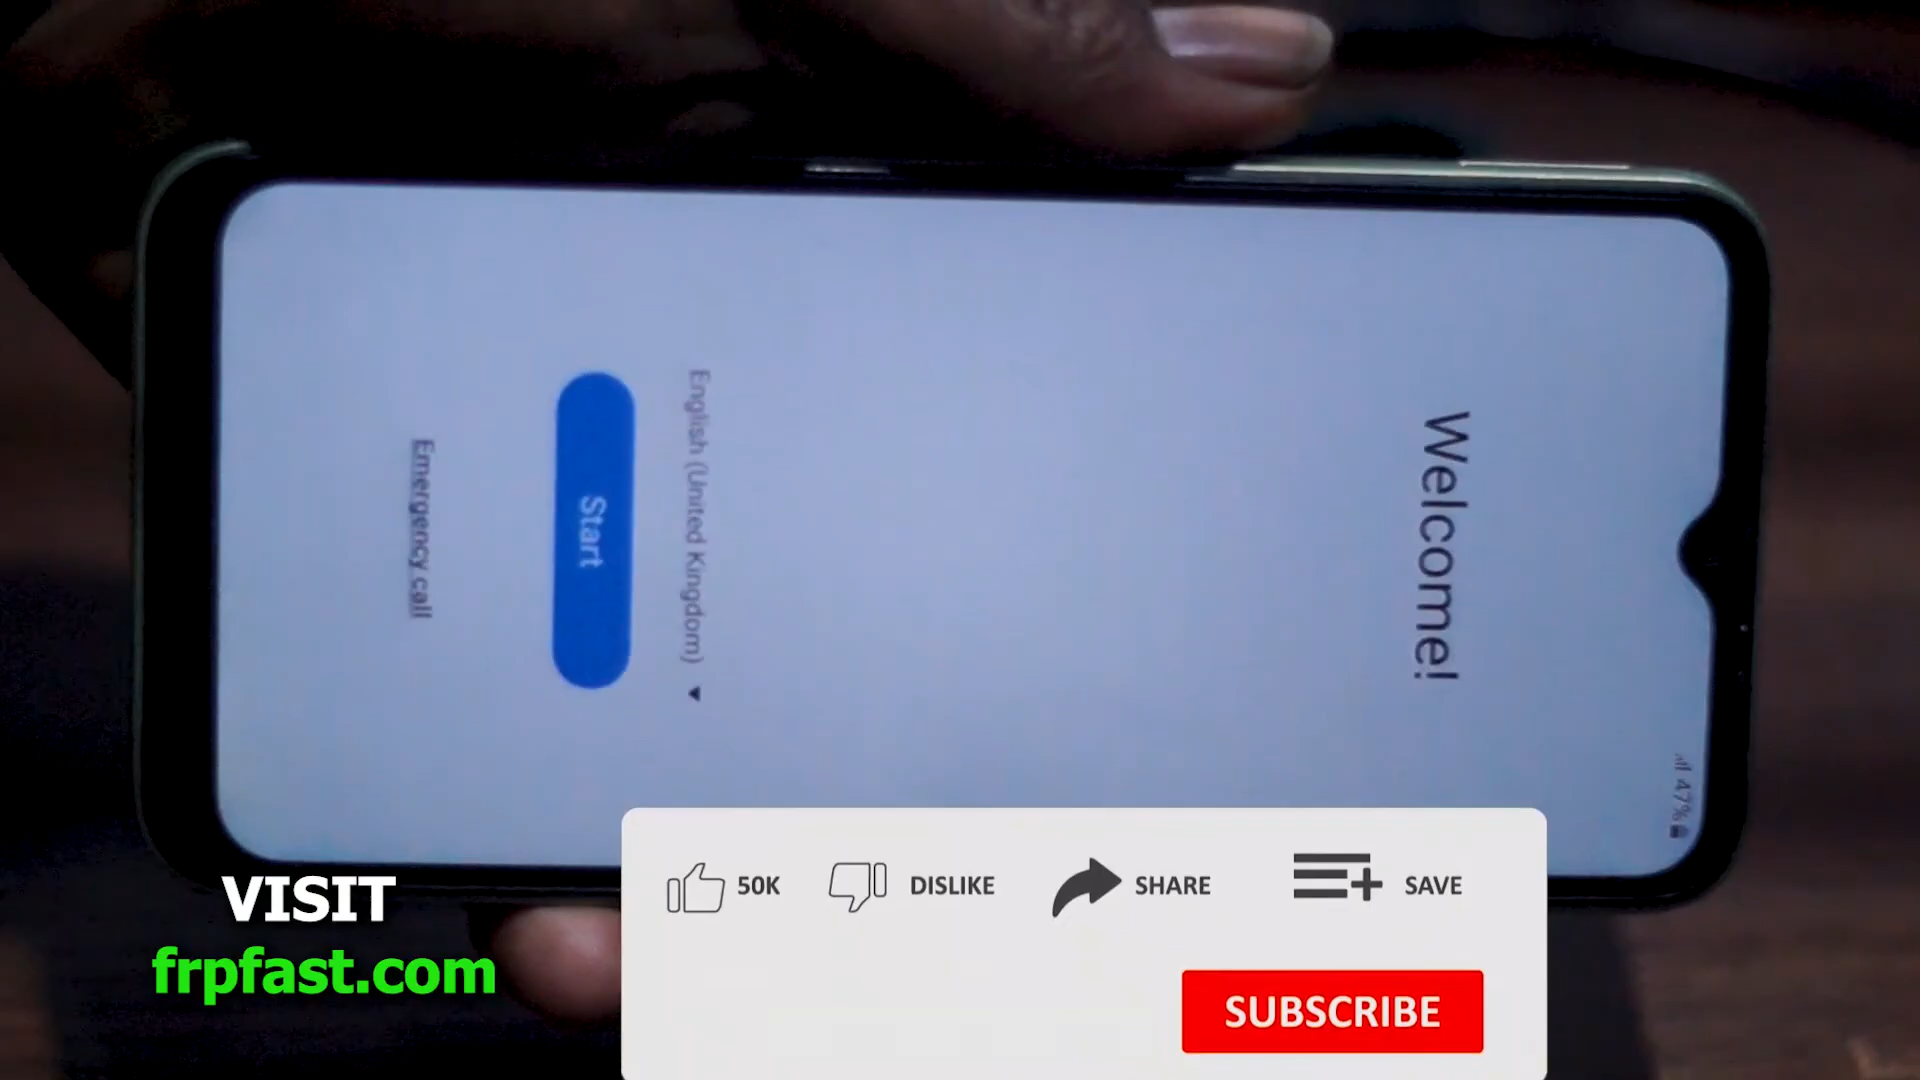 47%
Welcome!
English (United Kingdom)
Start
Emergency call
VISIT
frpfast.com
50K
DISLIKE
SHARE
SAVE
SUBSCRIBE